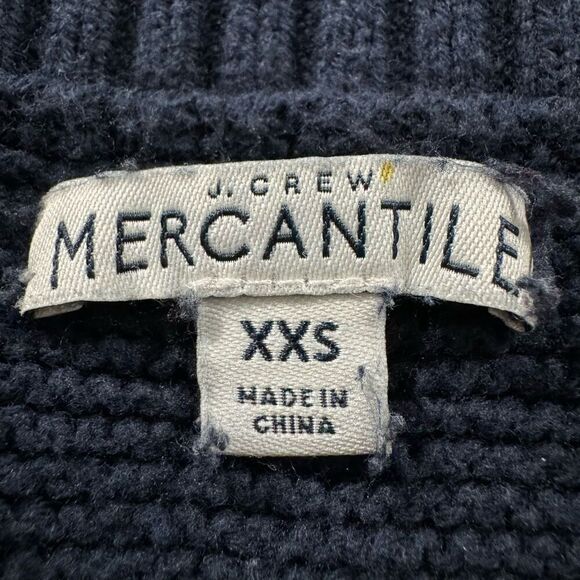 J. CREW
MERCANTILE
XXS
MADE IN
CHINA